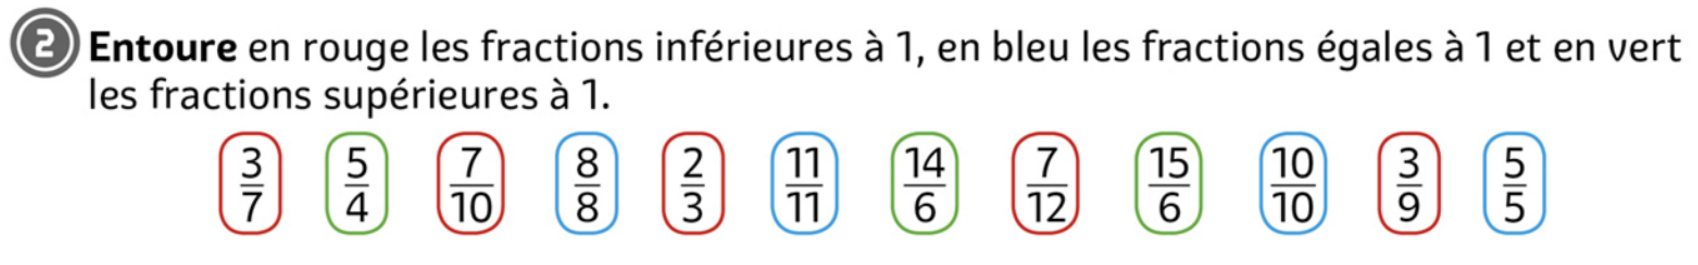 2 Entoure en rouge les fractions inférieures à 1, en bleu les fractions égales à 1 et en vert
les fractions supérieures à 1.
3/7 5/4 7/10 8/8 2/3 11/11 14/6 7/12 15/6 10/10 3/9 5/5